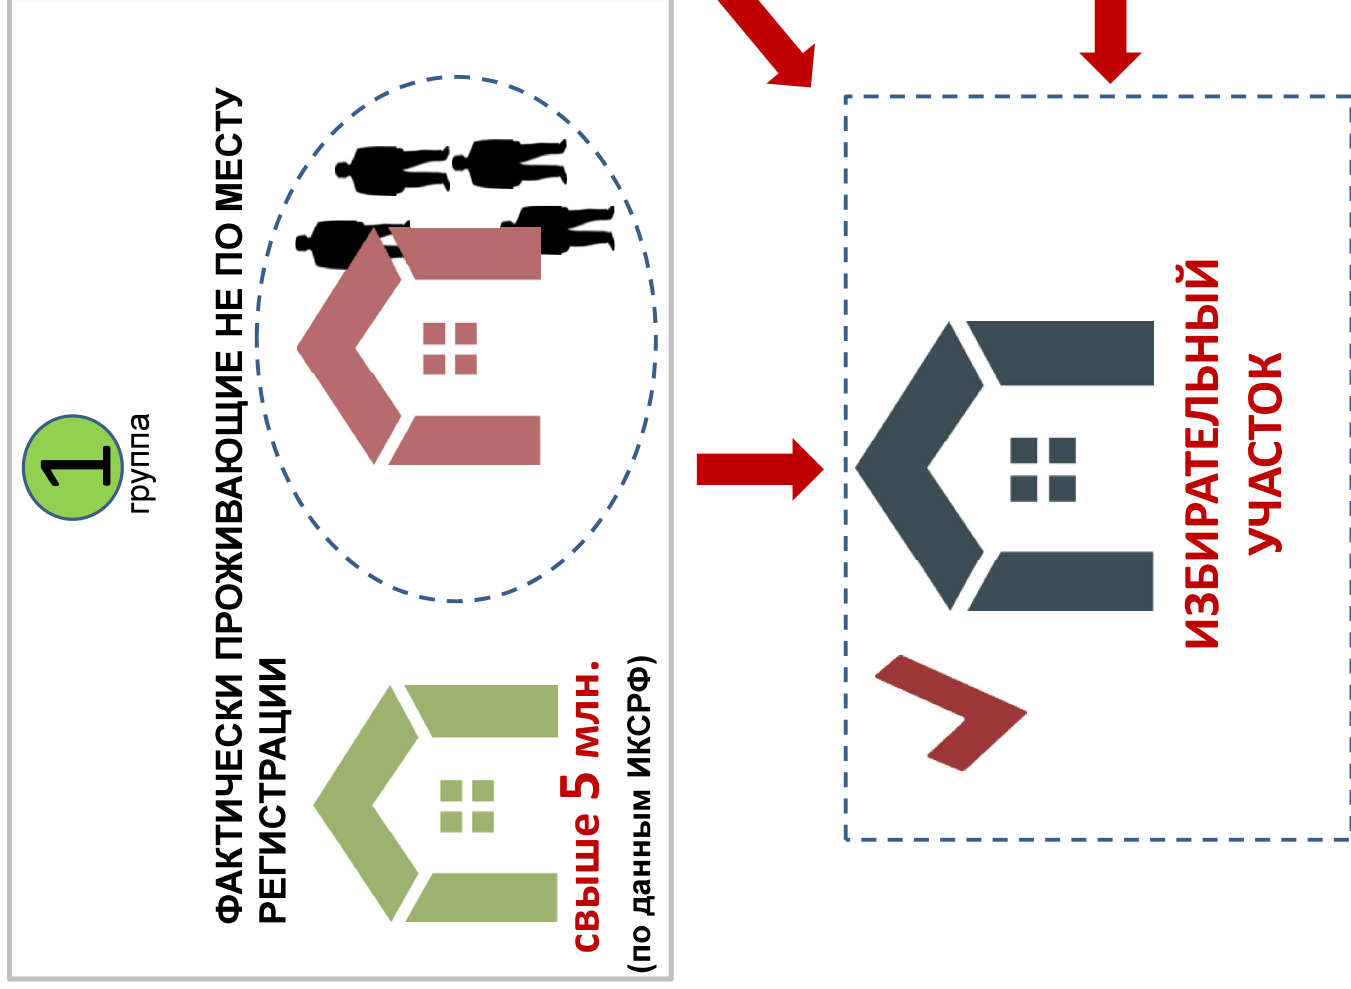 1
группа
ФАКТИЧЕСКИ ПРОЖИВАЮЩИЕ НЕ ПО МЕСТУ
РЕГИСТРАЦИИ
свыше 5 млн.
(по данным ИКСРФ)
ИЗБИРАТЕЛЬНЫЙ
УЧАСТОК